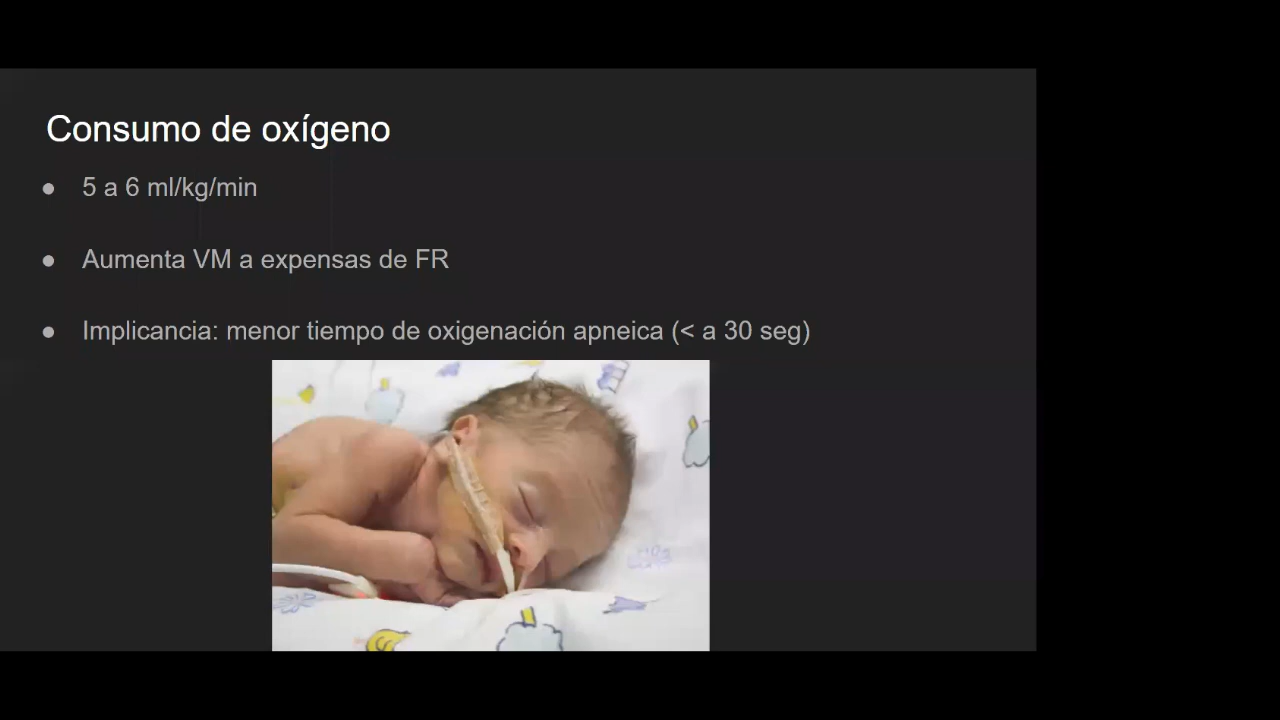 Consumo de oxígeno
● 5 a 6 ml/kg/min
● Aumenta VM a expensas de FR
● Implicancia: menor tiempo de oxigenación apneica (< a 30 seg)